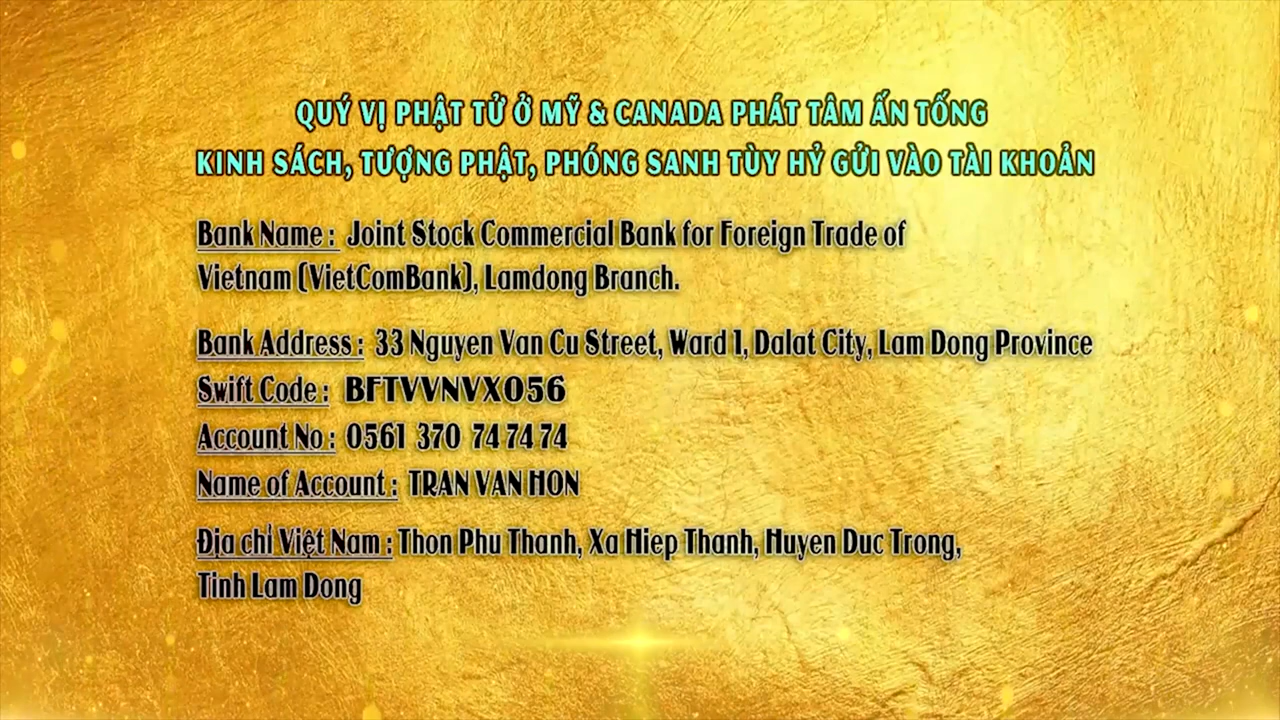 QUÝ VỊ PHẬT TỬ Ở MỸ & CANADA PHÁT TÂM ẤN TỐNG
KINH SÁCH, TƯỢNG PHẬT, PHÓNG SANH TÙY HỶ GỬI VÀO TÀI KHOẢN
Bank Name : Joint Stock Commercial Bank for Foreign Trade of
Vietnam (VietComBank), Lamdong Branch.
Bank Address : 33 Nguyen Van Cu Street, Ward 1, Dalat City, Lam Dong Province
Swift Code : BFTVVNVX056
Account No : 0561 370 74 74 74
Name of Account : TRAN VAN HON
Địa chỉ Việt Nam : Thon Phu Thanh, Xa Hiep Thanh, Huyen Duc Trong,
Tinh Lam Dong